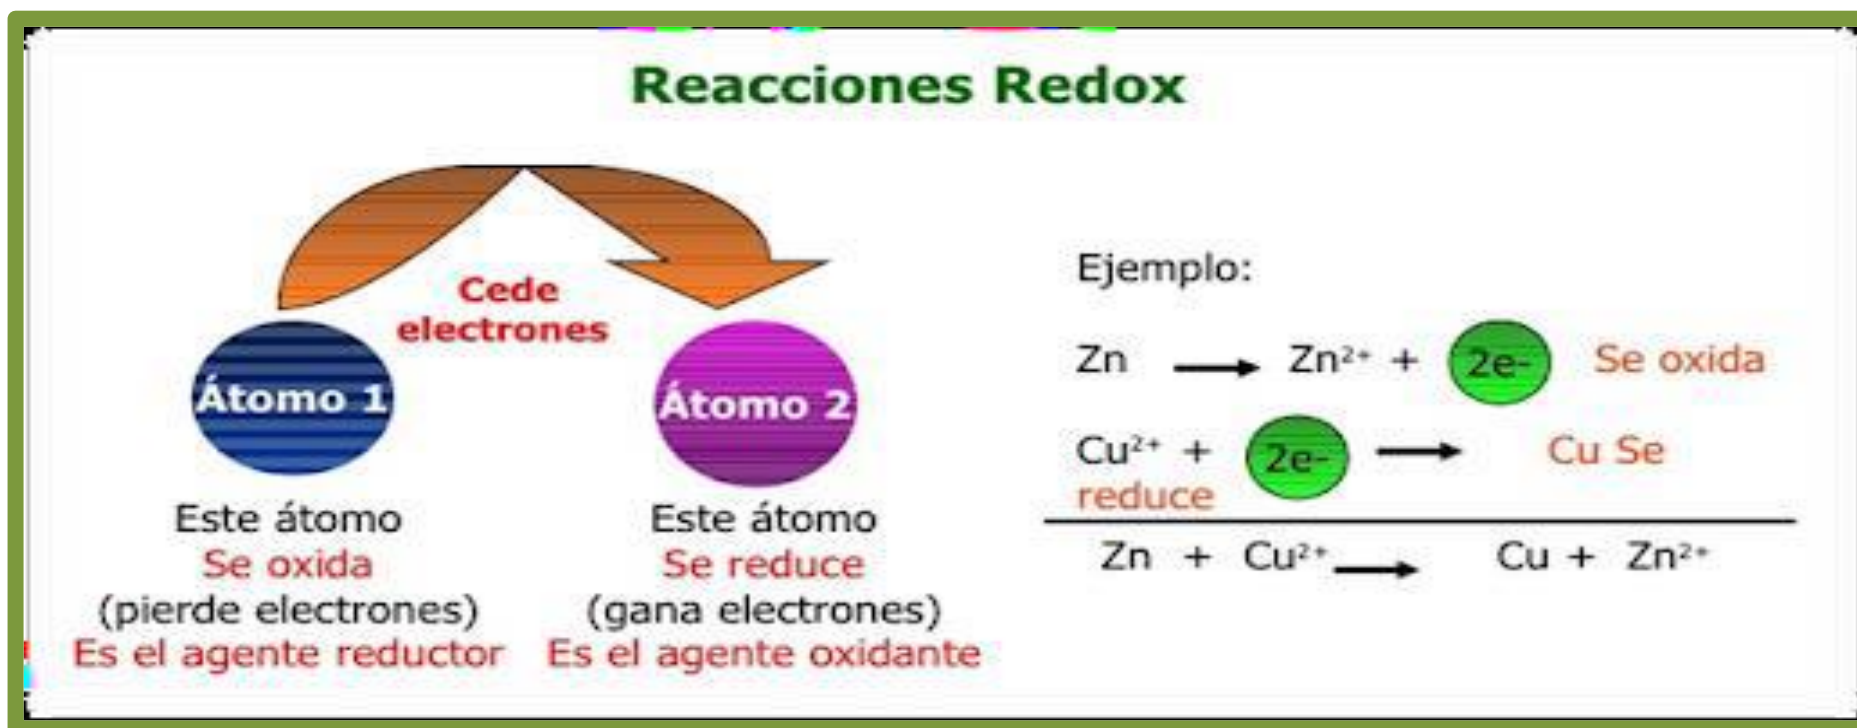 Reacciones Redox
Cede
electrones
Átomo 1
Átomo 2
Este átomo
Se oxida
(pierde electrones)
Es el agente reductor
Este átomo
Se reduce
(gana electrones)
Es el agente oxidante
Ejemplo:
Zn → Zn²⁺ + 2e- Se oxida
Cu²⁺ + 2e- → Cu Se
reduce
Zn + Cu²⁺ → Cu + Zn²⁺